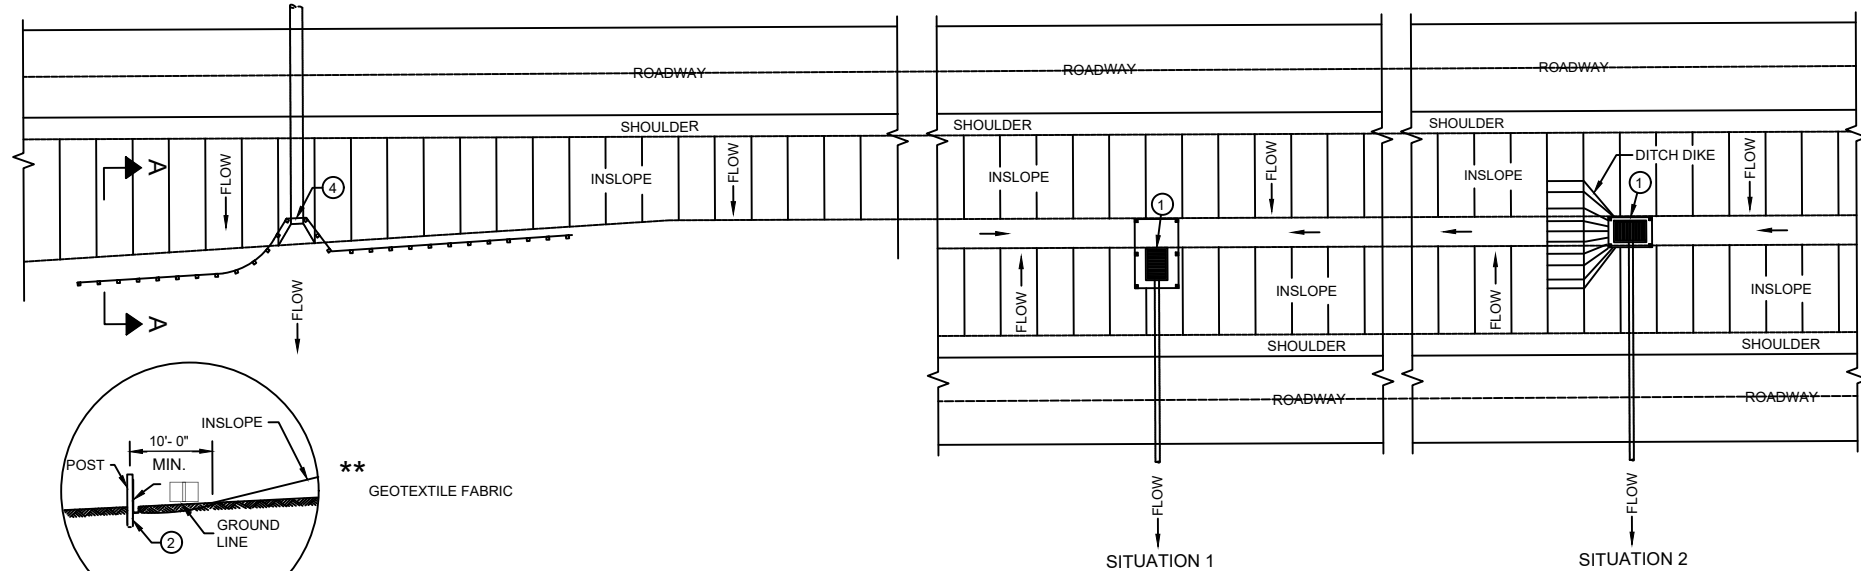 ROADWAY
SHOULDER
A
FLOW
4
INSLOPE
FLOW
A
FLOW
INSLOPE
10'- 0"
POST
MIN.
GROUND
LINE
2
**
GEOTEXTILE FABRIC
ROADWAY
SHOULDER
FLOW
INSLOPE
1
FLOW
INSLOPE
SHOULDER
ROADWAY
FLOW
SITUATION 1
ROADWAY
SHOULDER
DITCH DIKE
FLOW
INSLOPE
1
FLOW
INSLOPE
SHOULDER
ROADWAY
FLOW
SITUATION 2